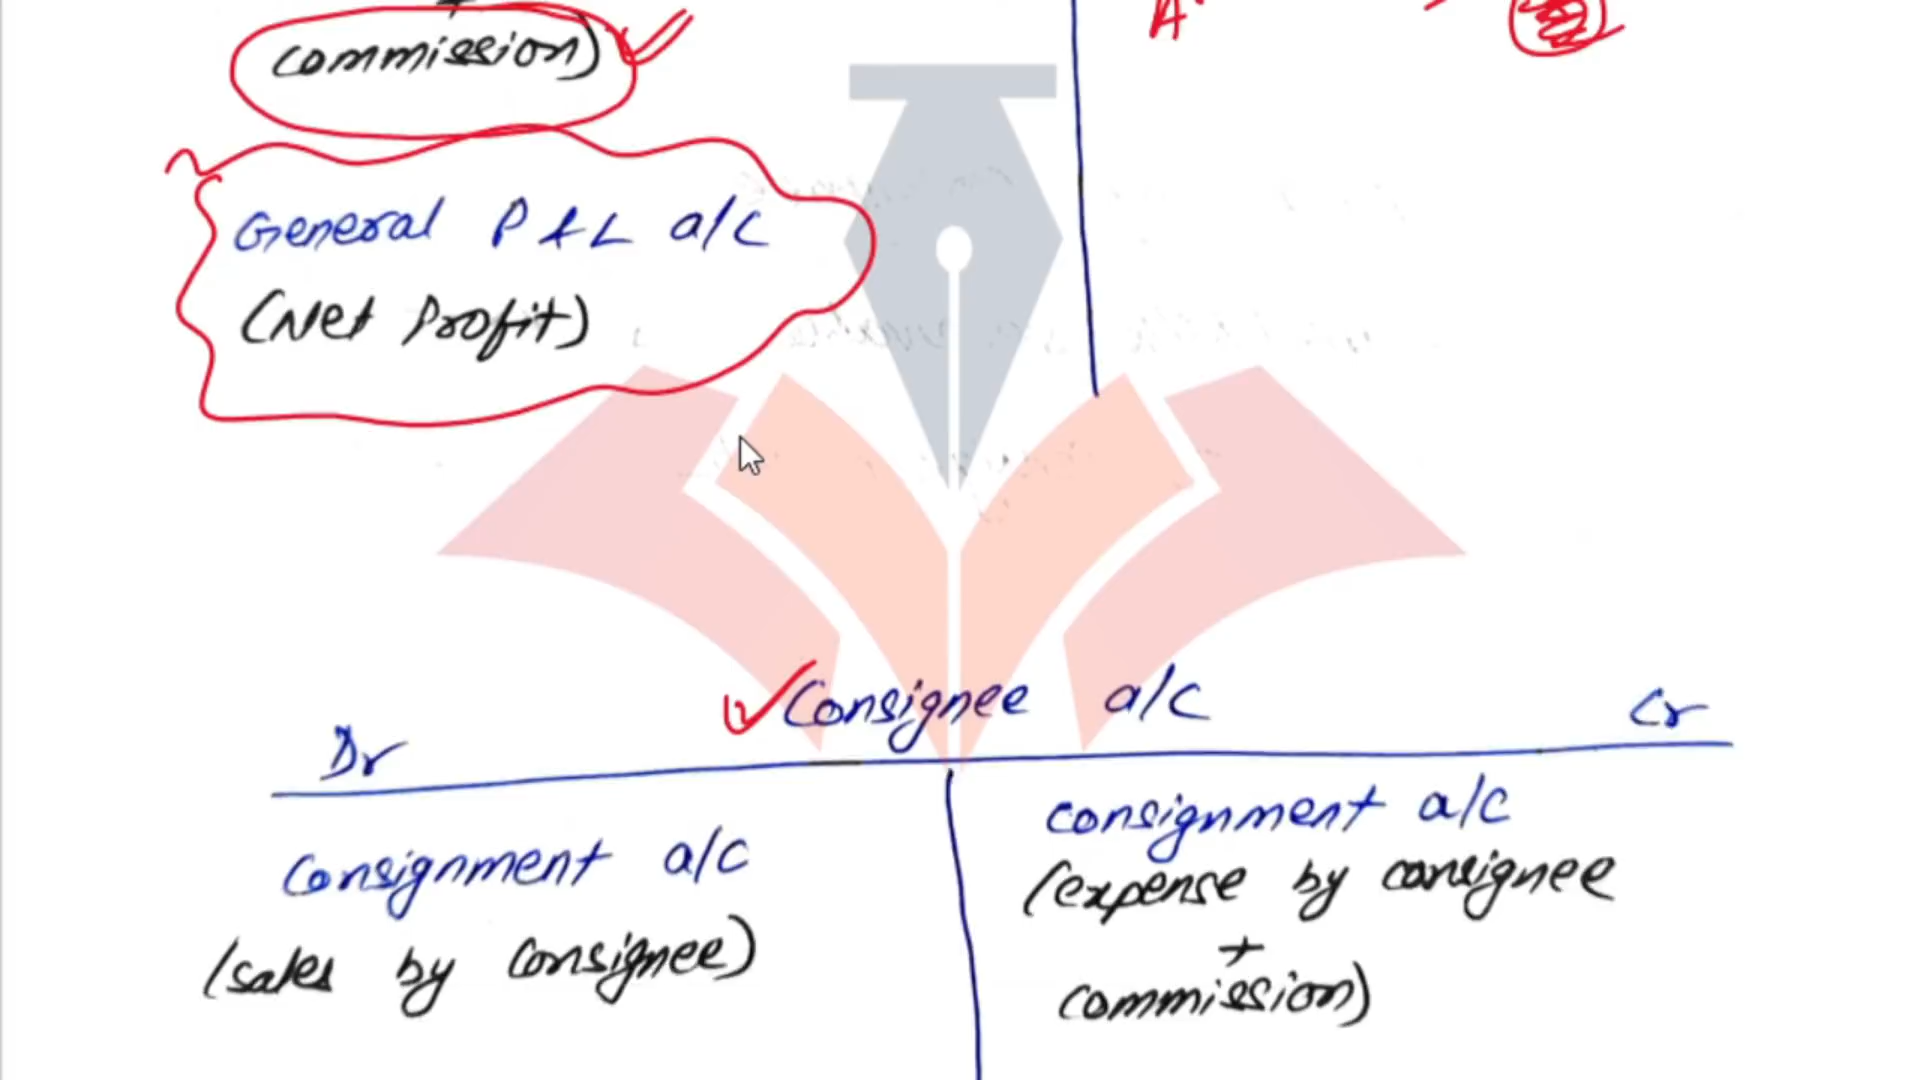 commission)
General P & L a/c
(Net Profit)
Consignee a/c
Dr
Cr
Consignment a/c
(sales by Consignee)
consignment a/c
(expense by consignee
+
commission)